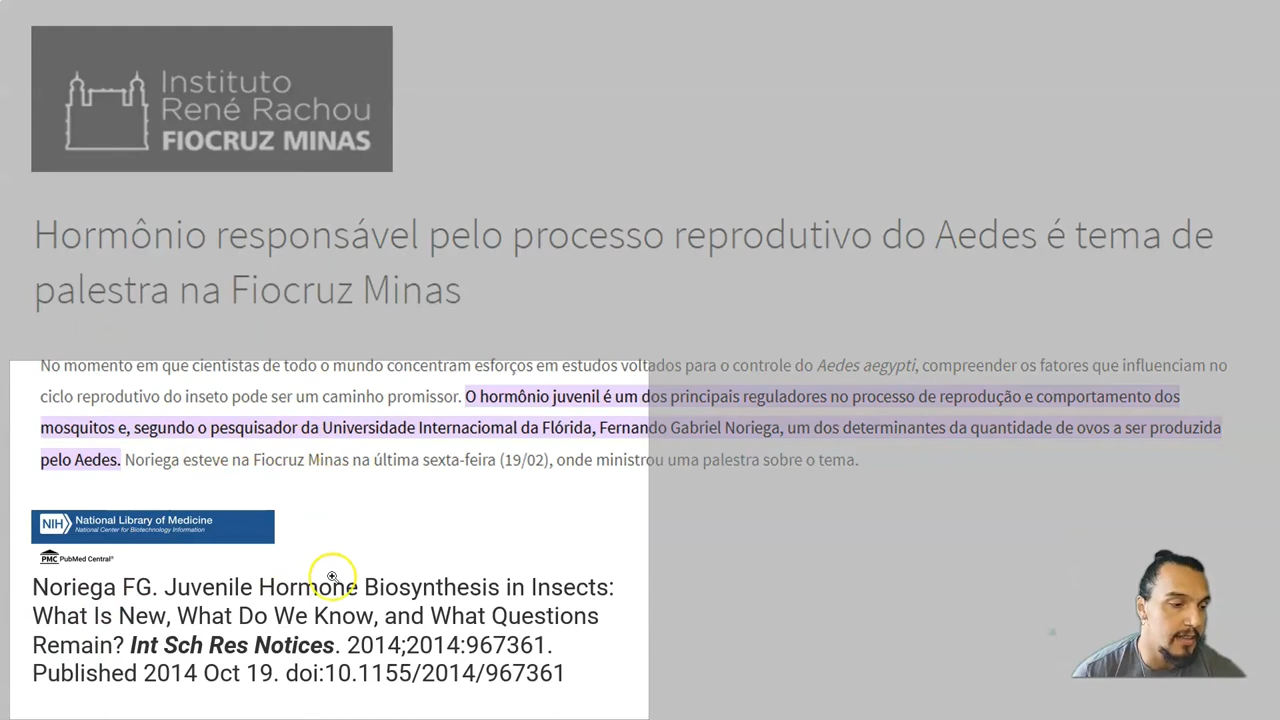 Instituto
René Rachou
FIOCRUZ MINAS
Hormônio responsável pelo processo reprodutivo do Aedes é tema de
palestra na Fiocruz Minas
No momento em que cientistas de todo o mundo concentram esforços em estudos voltados para o controle do Aedes aegypti, compreender os fatores que influenciam no
ciclo reprodutivo do inseto pode ser um caminho promissor. O hormônio juvenil é um dos principais reguladores no processo de reprodução e comportamento dos
mosquitos e, segundo o pesquisador da Universidade Internaciomal da Flórida, Fernando Gabriel Noriega, um dos determinantes da quantidade de ovos a ser produzida
pelo Aedes. Noriega esteve na Fiocruz Minas na última sexta-feira (19/02), onde ministrou uma palestra sobre o tema.
NIH National Library of Medicine
National Center for Biotechnology Information
PMC PubMed Central®
Noriega FG. Juvenile Hormone Biosynthesis in Insects:
What Is New, What Do We Know, and What Questions
Remain? Int Sch Res Notices. 2014;2014:967361.
Published 2014 Oct 19. doi:10.1155/2014/967361